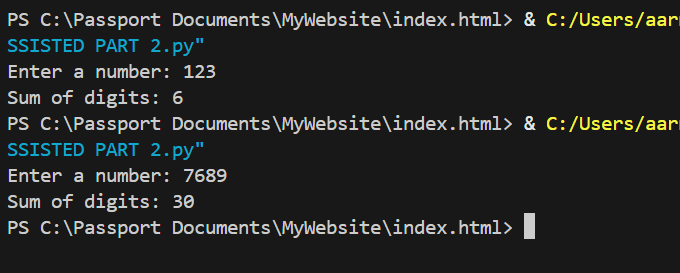 PS C:\Passport Documents\MyWebsite\index.html> & C:/Users/aar
SSISTED PART 2.py"
Enter a number: 123
Sum of digits: 6
PS C:\Passport Documents\MyWebsite\index.html> & C:/Users/aar
SSISTED PART 2.py"
Enter a number: 7689
Sum of digits: 30
PS C:\Passport Documents\MyWebsite\index.html>